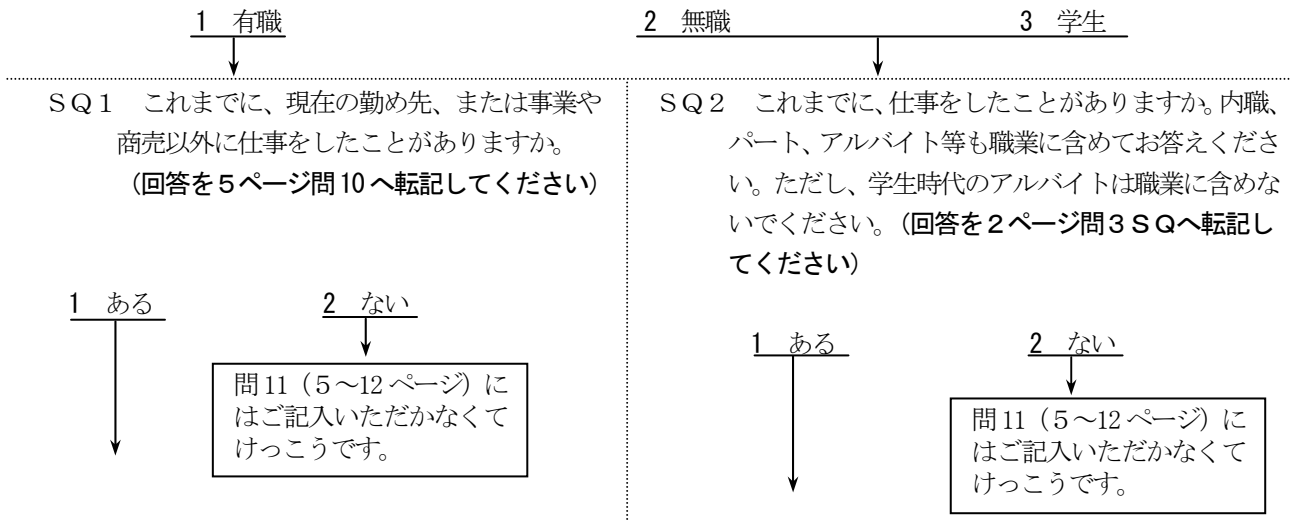 1 有職
2 無職 3 学生
SQ1 これまでに、現在の勤め先、または事業や
商売以外に仕事をしたことがありますか。
(回答を5ページ問10へ転記してください)
1 ある 2 ない
問11(5~12ページ)に
はご記入いただかなくて
けっこうです。
SQ2 これまでに、仕事をしたことがありますか。内職、
パート、アルバイト等も職業に含めてお答えくださ
い。ただし、学生時代のアルバイトは職業に含めな
いでください。(回答を2ページ問3SQへ転記し
てください)
1 ある 2 ない
問11(5~12ページ)に
はご記入いただかなくて
けっこうです。